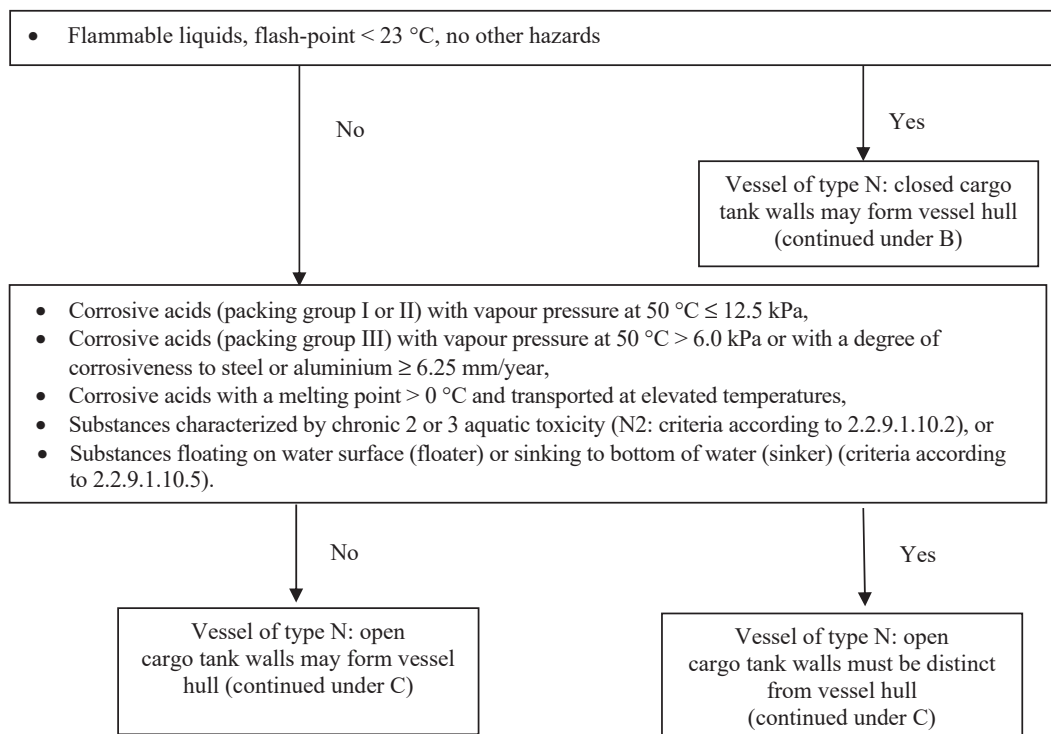 • Flammable liquids, flash-point < 23 °C, no other hazards
No
Yes
Vessel of type N: closed cargo
tank walls may form vessel hull
(continued under B)
• Corrosive acids (packing group I or II) with vapour pressure at 50 °C ≤ 12.5 kPa,
• Corrosive acids (packing group III) with vapour pressure at 50 °C > 6.0 kPa or with a degree of
corrosiveness to steel or aluminium ≥ 6.25 mm/year,
• Corrosive acids with a melting point > 0 °C and transported at elevated temperatures,
• Substances characterized by chronic 2 or 3 aquatic toxicity (N2: criteria according to 2.2.9.1.10.2), or
• Substances floating on water surface (floater) or sinking to bottom of water (sinker) (criteria according
to 2.2.9.1.10.5).
No
Yes
Vessel of type N: open
cargo tank walls may form vessel
hull (continued under C)
Vessel of type N: open
cargo tank walls must be distinct
from vessel hull
(continued under C)